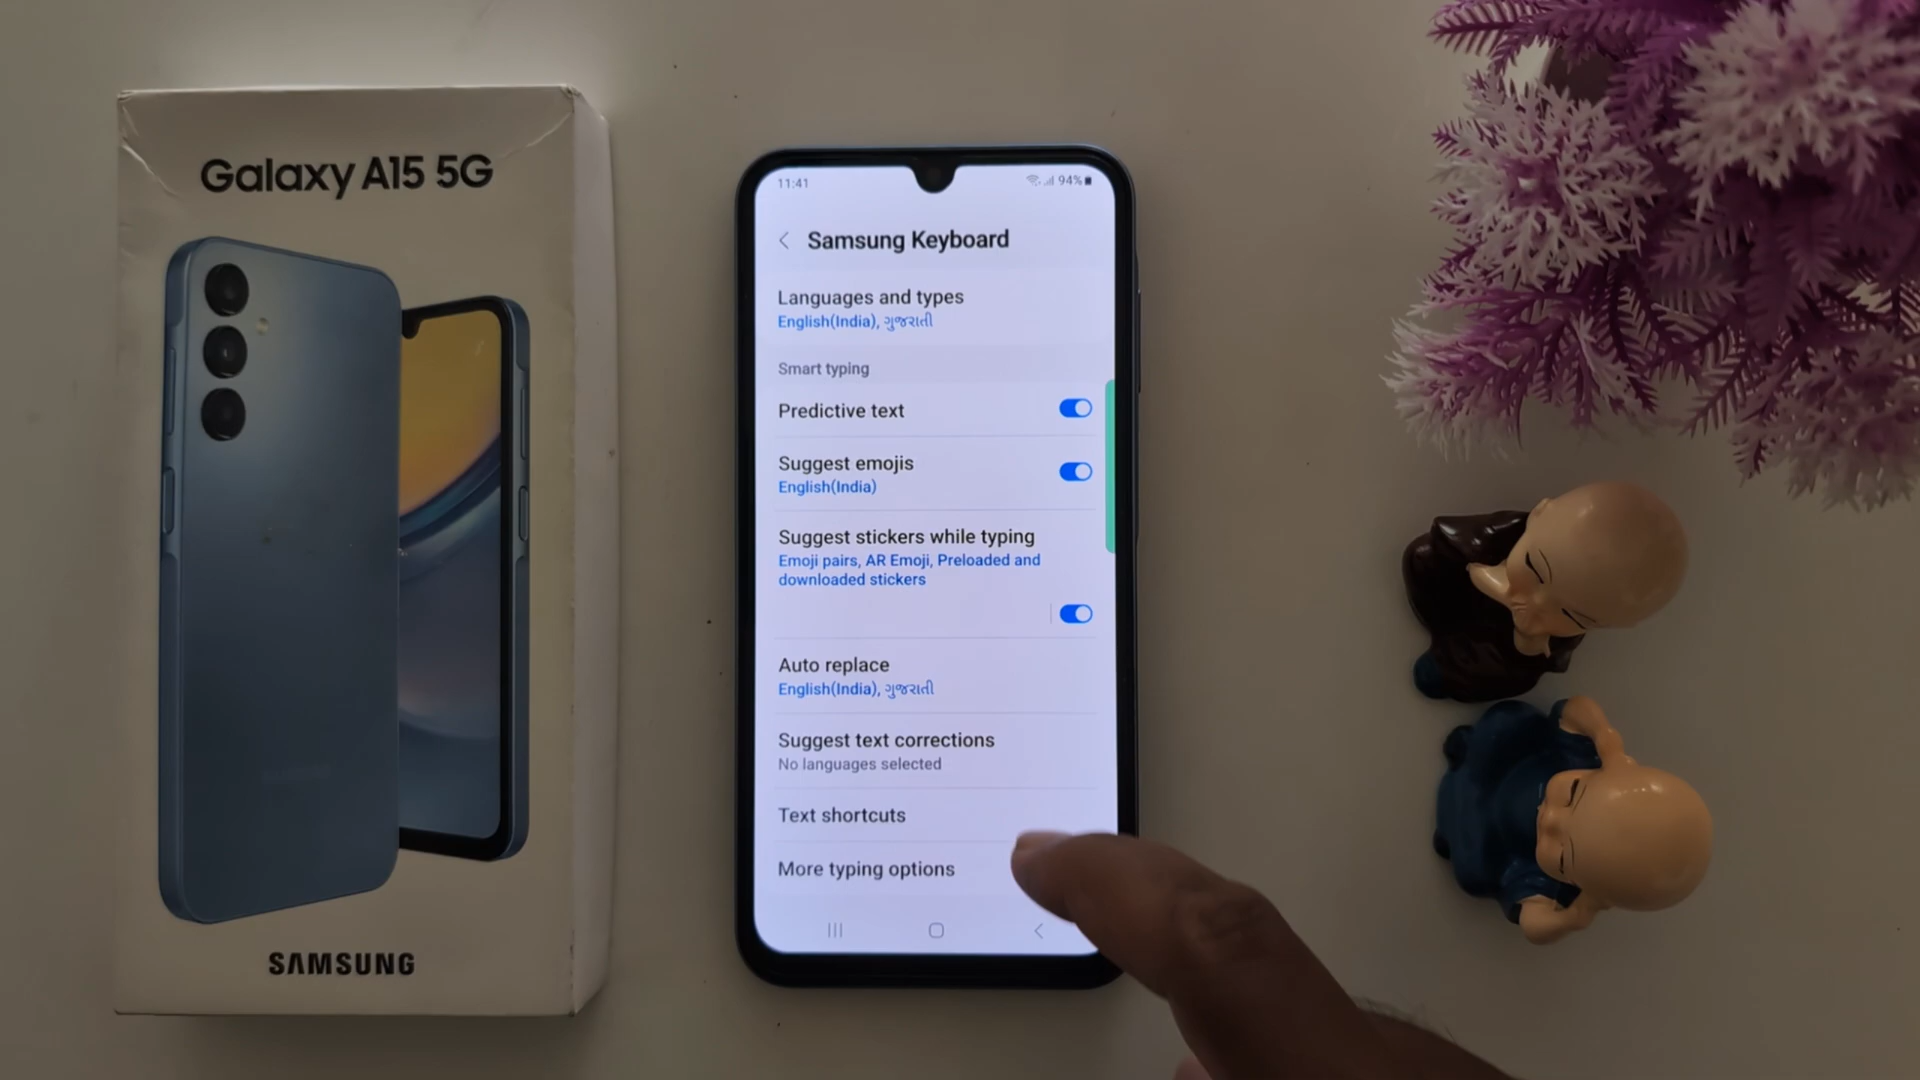 Galaxy A15 5G
SAMSUNG
11:41
94%
Samsung Keyboard
Languages and types
English(India), ગુજરાતી
Smart typing
Predictive text
Suggest emojis
English(India)
Suggest stickers while typing
Emoji pairs, AR Emoji, Preloaded and
downloaded stickers
Auto replace
English(India), ગુજરાતી
Suggest text corrections
No languages selected
Text shortcuts
More typing options